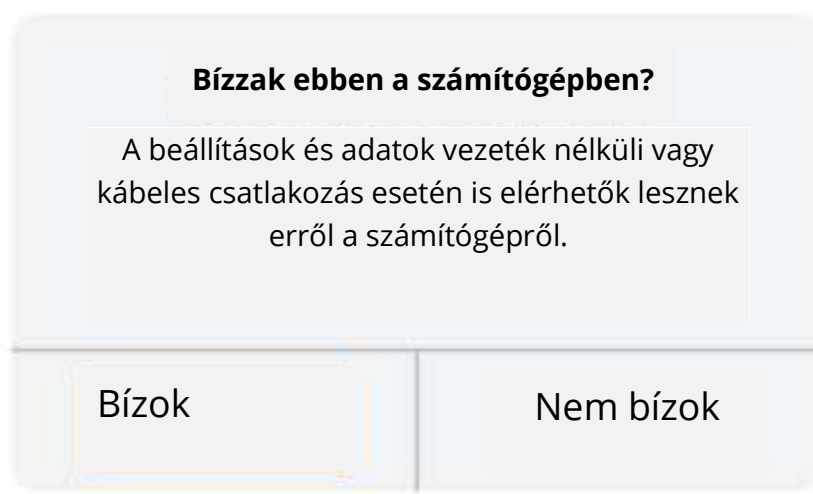 Bízzak ebben a számítógépben?
A beállítások és adatok vezeték nélküli vagy
kábeles csatlakozás esetén is elérhetők lesznek
erről a számítógépről.
Bízok
Nem bízok